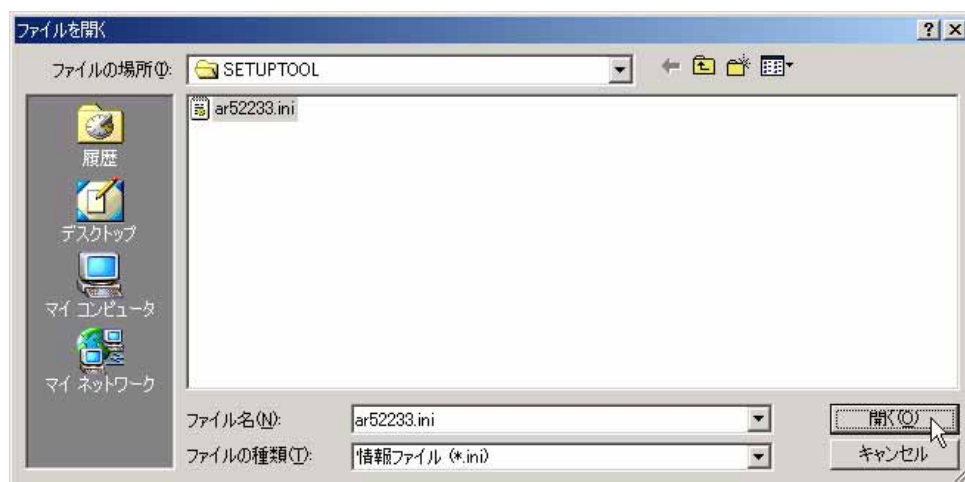 ファイルを開く
ファイルの場所(I):
SETUPTOOL
ar52233.ini
履歴
デスクトップ
マイ コンピュータ
マイ ネットワーク
ファイル名(N):
ar52233.ini
開く(O)
ファイルの種類(T):
情報ファイル (*.ini)
キャンセル